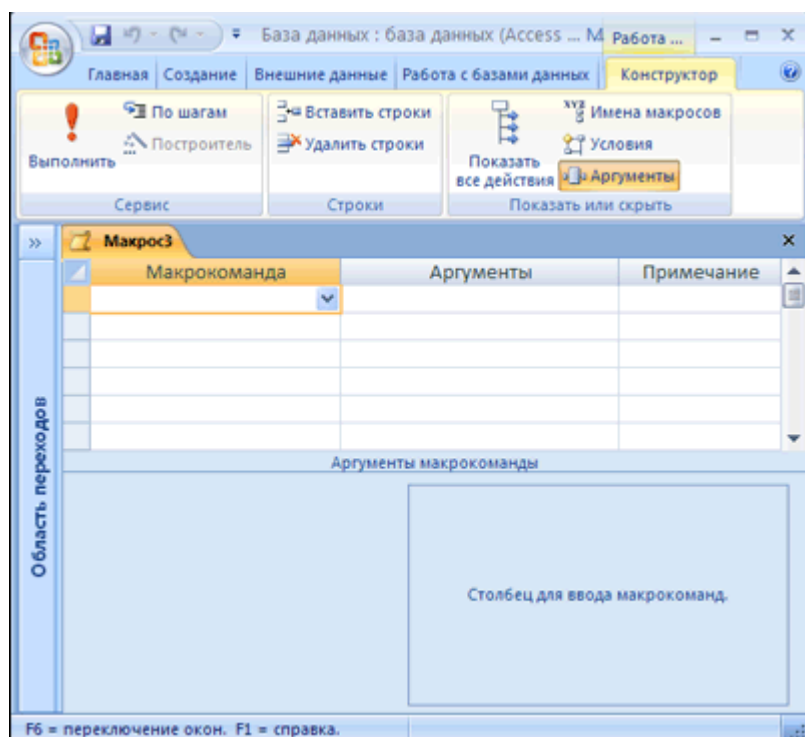 База данных : база данных (Access ... M Работа ...
Главная Создание Внешние данные Работа с базами данных Конструктор
Выполнить
По шагам
Построитель
Сервис
Вставить строки
Удалить строки
Строки
Показать
все действия
Имена макросов
Условия
Аргументы
Показать или скрыть
» Макрос3
Макрокоманда Аргументы Примечание
Аргументы макрокоманды
Область переходов
Столбец для ввода макрокоманд.
F6 = переключение окон. F1 = справка.